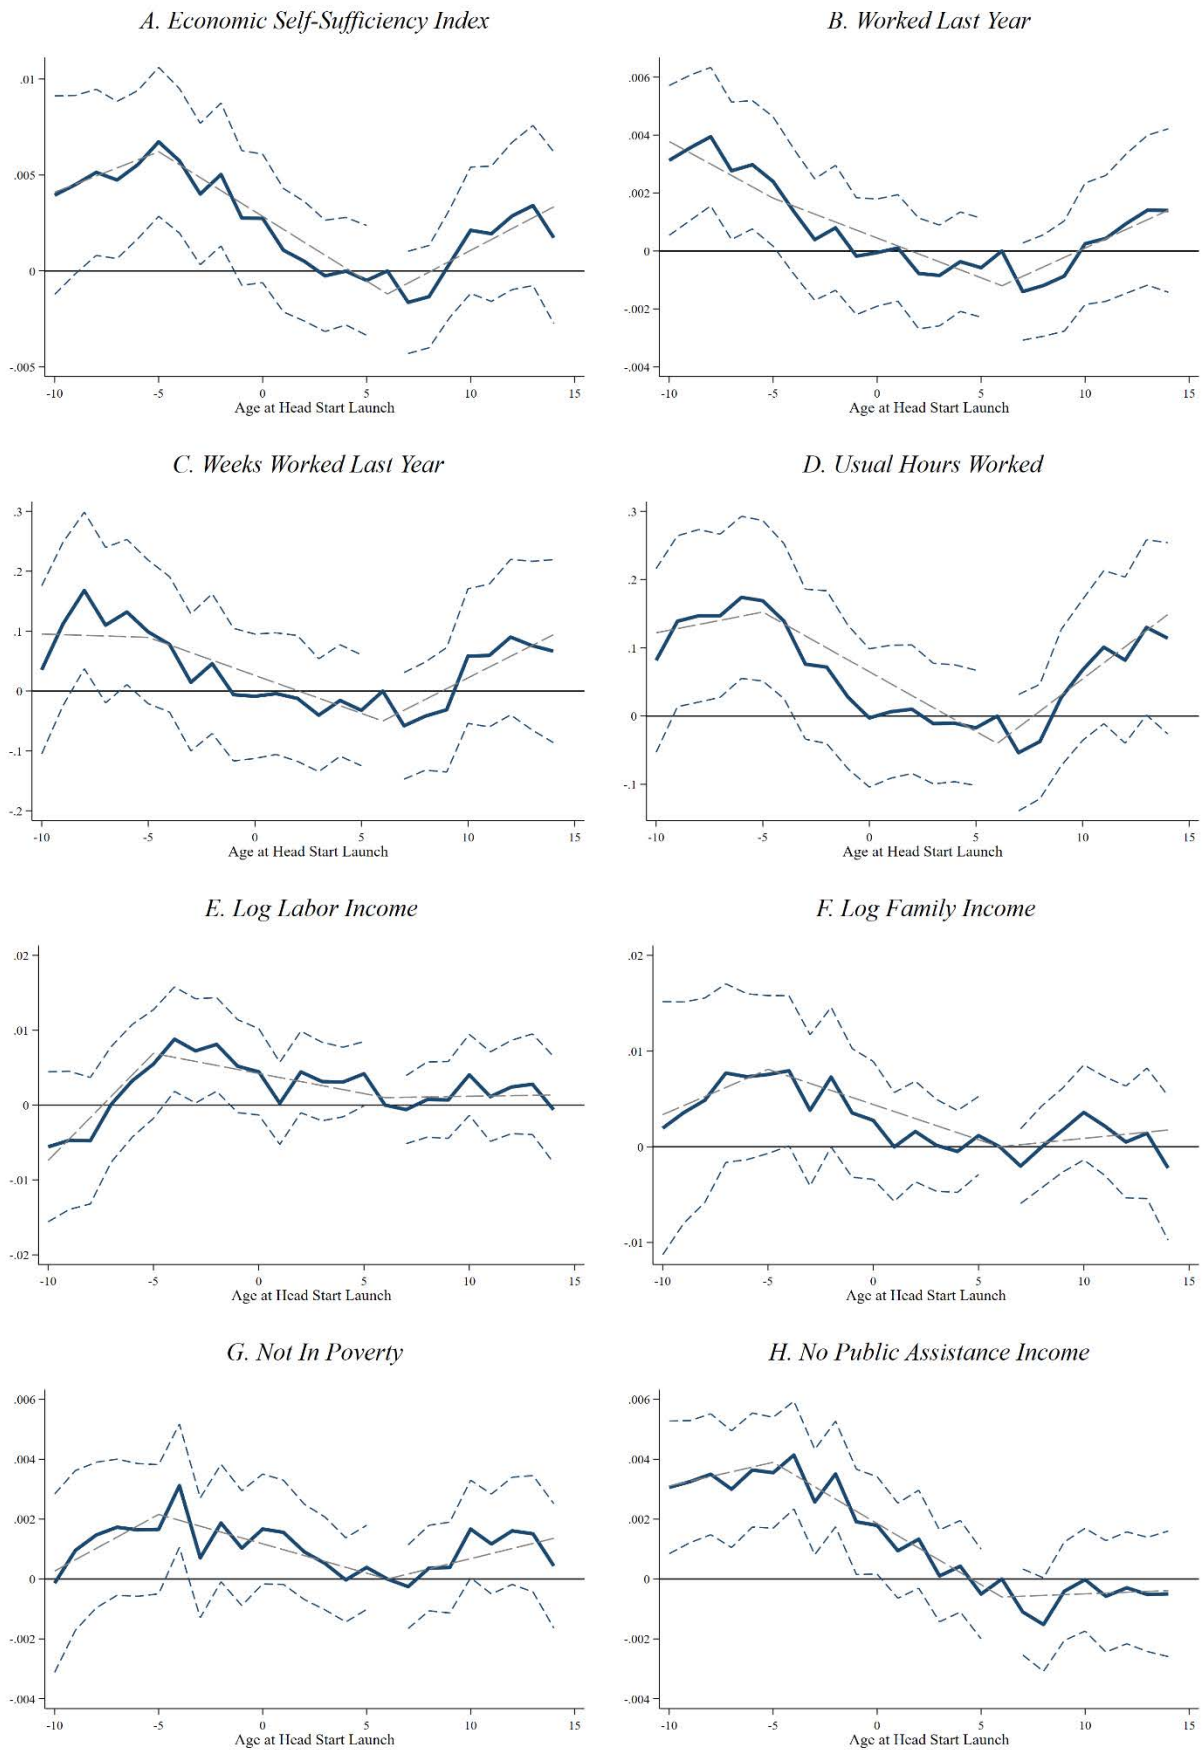 A. Economic Self-Sufficiency Index
.01
.005
0
-.005
-10 -5 0 5 10 15
Age at Head Start Launch
B. Worked Last Year
.006
.004
.002
0
-.002
-.004
-10 -5 0 5 10 15
Age at Head Start Launch
C. Weeks Worked Last Year
.3
.2
.1
0
-.1
-.2
-10 -5 0 5 10 15
Age at Head Start Launch
D. Usual Hours Worked
.3
.2
.1
0
-.1
-10 -5 0 5 10 15
Age at Head Start Launch
E. Log Labor Income
.02
.01
0
-.01
-.02
-10 -5 0 5 10 15
Age at Head Start Launch
F. Log Family Income
.02
.01
0
-.01
-10 -5 0 5 10 15
Age at Head Start Launch
G. Not In Poverty
.006
.004
.002
0
-.002
-.004
-10 -5 0 5 10 15
Age at Head Start Launch
H. No Public Assistance Income
.006
.004
.002
0
-.002
-.004
-10 -5 0 5 10 15
Age at Head Start Launch